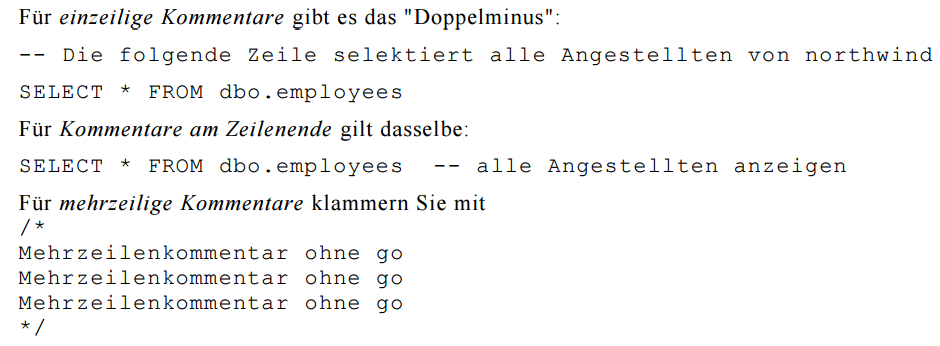 Für einzeilige Kommentare gibt es das "Doppelminus":
-- Die folgende Zeile selektiert alle Angestellten von northwind
SELECT * FROM dbo.employees
Für Kommentare am Zeilenende gilt dasselbe:
SELECT * FROM dbo.employees  -- alle Angestellten anzeigen
Für mehrzeilige Kommentare klammern Sie mit
/*
Mehrzeilenkommentar ohne go
Mehrzeilenkommentar ohne go
Mehrzeilenkommentar ohne go
*/